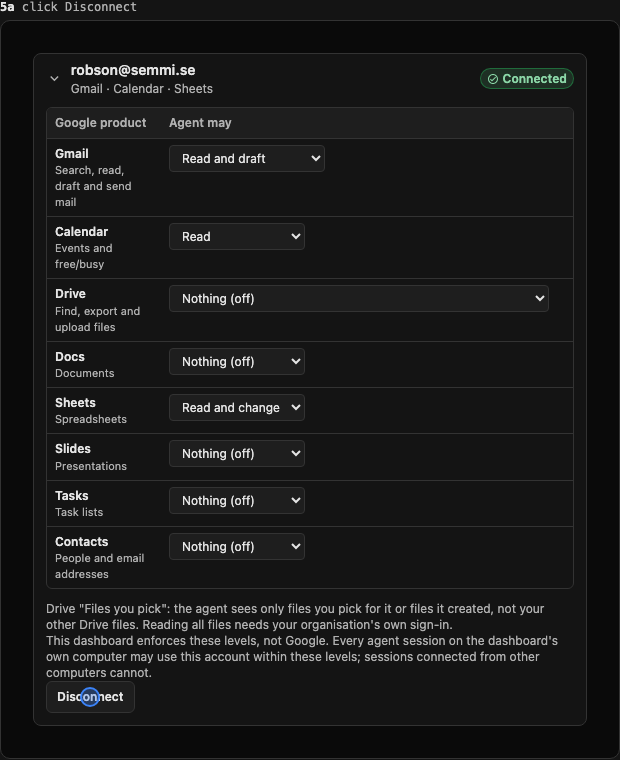 5a click Disconnect
robson@semmi.se
Gmail · Calendar · Sheets
Connected
Google product Agent may
Gmail
Search, read,
draft and send
mail
Read and draft
Calendar
Events and
free/busy
Read
Drive
Find, export and
upload files
Nothing (off)
Docs
Documents
Nothing (off)
Sheets
Spreadsheets
Read and change
Slides
Presentations
Nothing (off)
Tasks
Task lists
Nothing (off)
Contacts
People and email
addresses
Nothing (off)
Drive "Files you pick": the agent sees only files you pick for it or files it created, not your
other Drive files. Reading all files needs your organisation's own sign-in.
This dashboard enforces these levels, not Google. Every agent session on the dashboard's
own computer may use this account within these levels; sessions connected from other
computers cannot.
Disconnect